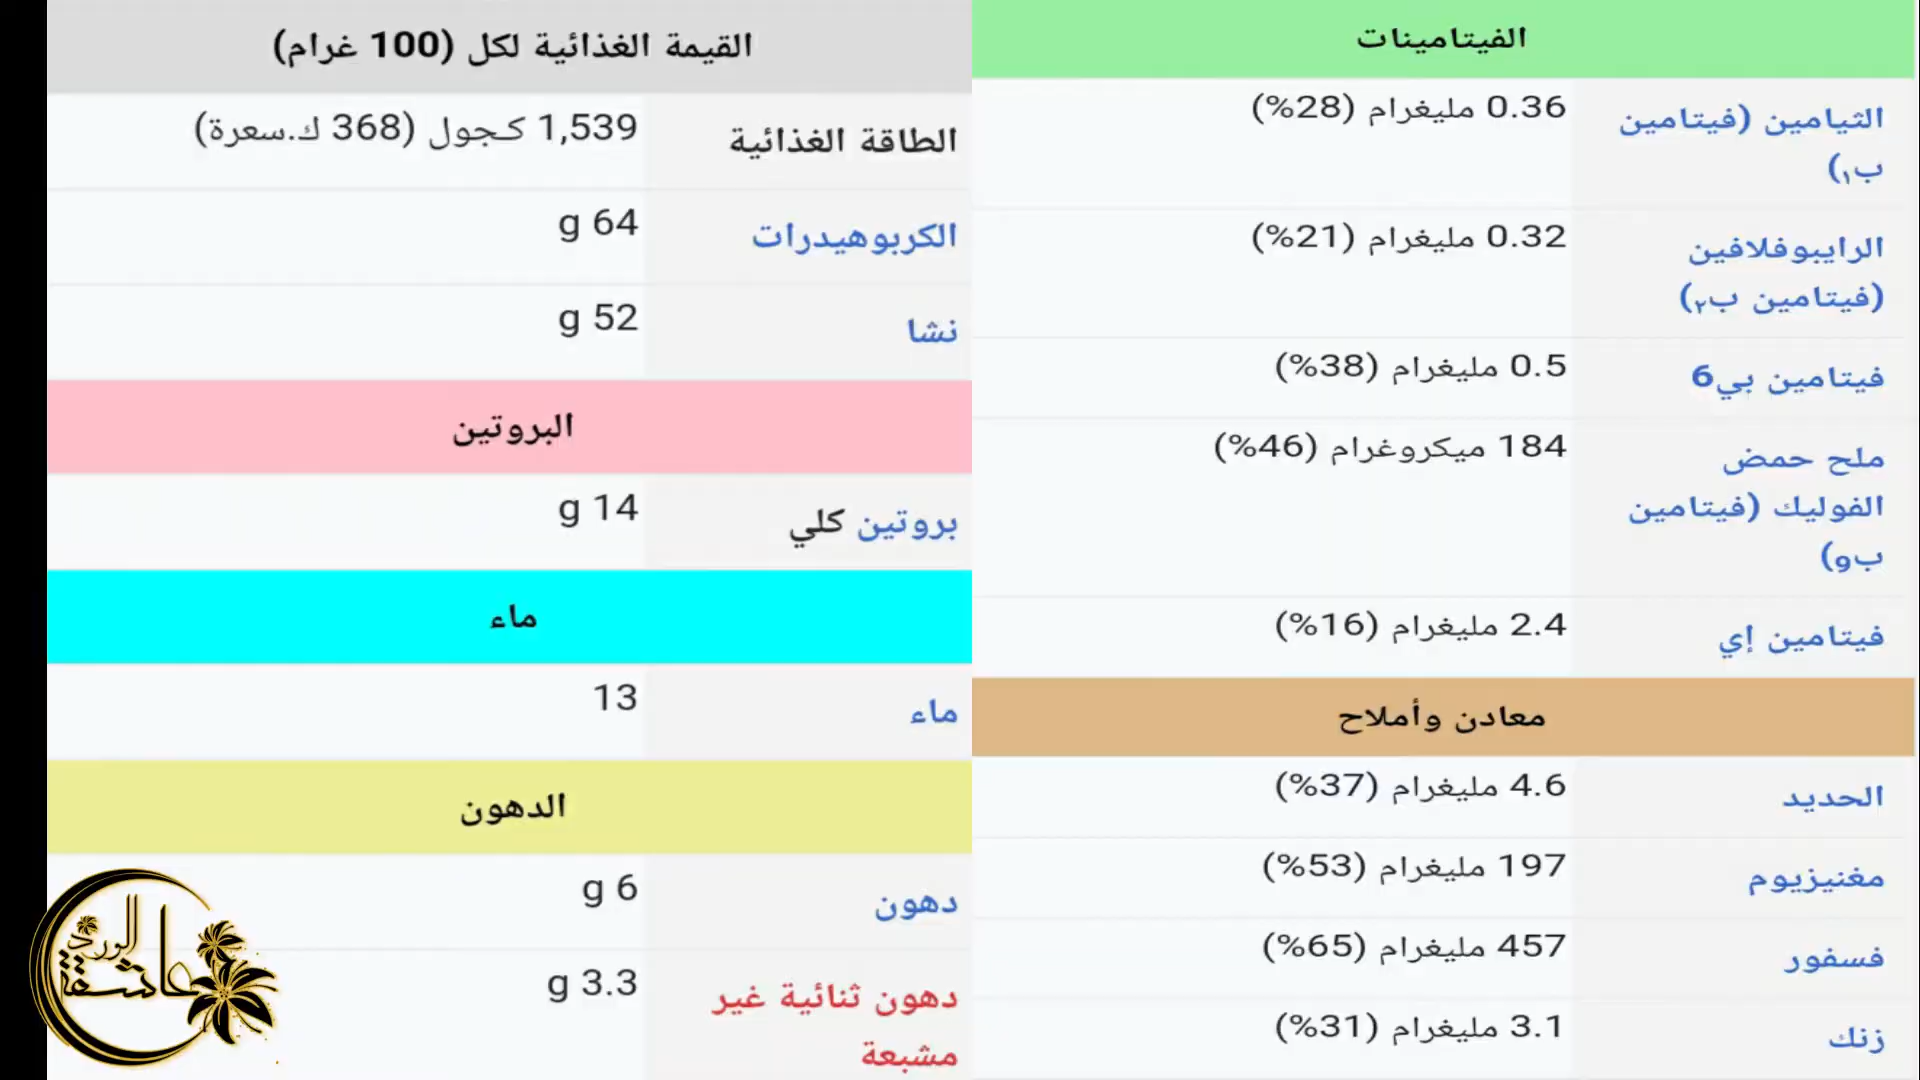 الفيتامينات
الثيامين (فيتامين ب١) 0.36 مليغرام (28%)
الرايبوفلافين (فيتامين ب٢) 0.32 مليغرام (21%)
فيتامين بي6 0.5 مليغرام (38%)
ملح حمض الفوليك (فيتامين ب9) 184 ميكروغرام (46%)
فيتامين إي 2.4 مليغرام (16%)
معادن وأملاح
الحديد 4.6 مليغرام (37%)
مغنيزيوم 197 مليغرام (53%)
فسفور 457 مليغرام (65%)
زنك 3.1 مليغرام (31%)
القيمة الغذائية لكل (100 غرام)
الطاقة الغذائية 1,539 كـجول (368 ك.سعرة)
الكربوهيدرات 64 g
نشا 52 g
البروتين
بروتين كلي 14 g
ماء
ماء 13
الدهون
دهون 6 g
دهون ثنائية غير مشبعة 3.3 g
عاشقة الورد